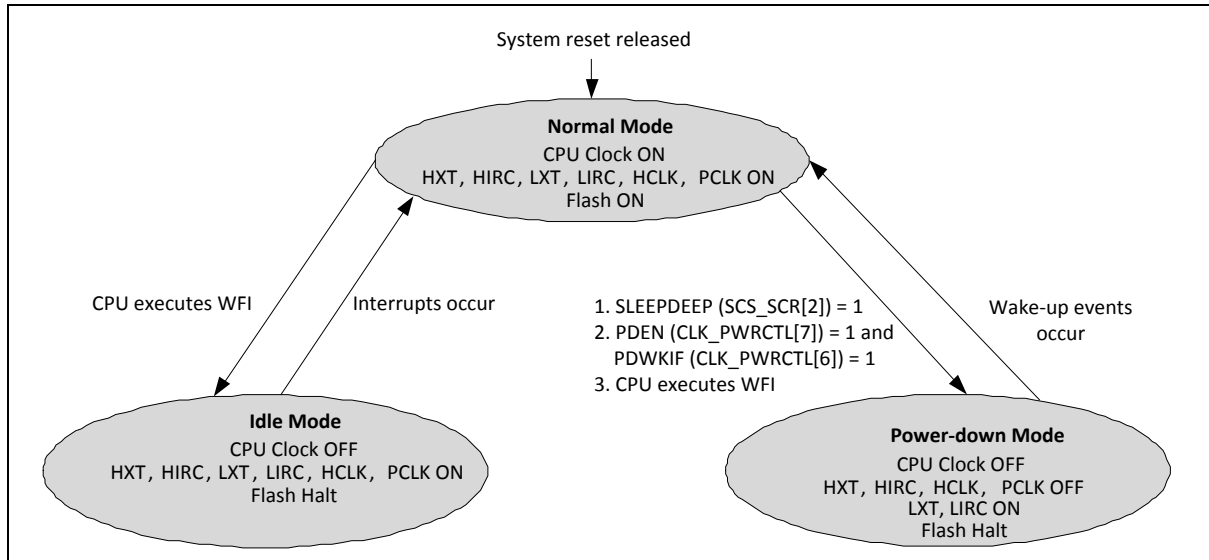 System reset released
Normal Mode
CPU Clock ON
HXT, HIRC, LXT, LIRC, HCLK, PCLK ON
Flash ON
CPU executes WFI
Interrupts occur
1. SLEEPDEEP (SCS_SCR[2]) = 1
2. PDEN (CLK_PWRCTL[7]) = 1 and
PDWKIF (CLK_PWRCTL[6]) = 1
3. CPU executes WFI
Wake-up events
occur
Idle Mode
CPU Clock OFF
HXT, HIRC, LXT, LIRC, HCLK, PCLK ON
Flash Halt
Power-down Mode
CPU Clock OFF
HXT, HIRC, HCLK, PCLK OFF
LXT, LIRC ON
Flash Halt